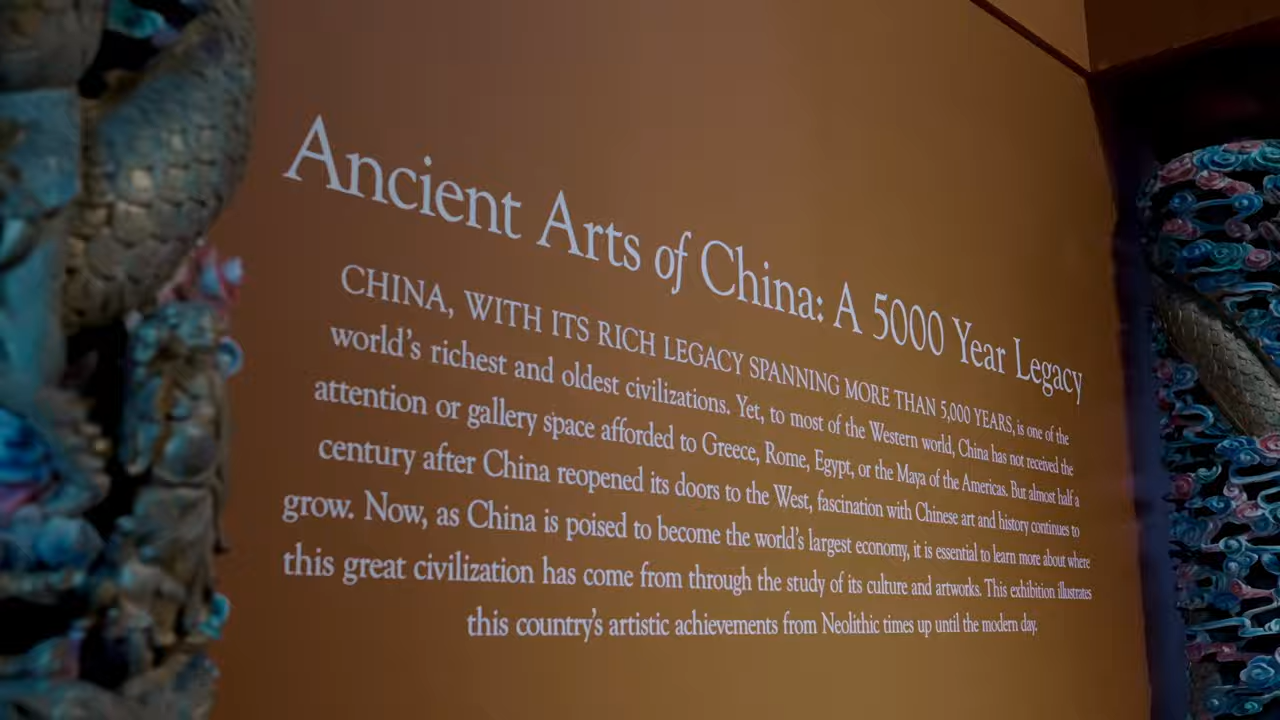 Ancient Arts of China: A 5000 Year Legacy
CHINA, WITH ITS RICH LEGACY SPANNING MORE THAN 5,000 YEARS, is one of the
world's richest and oldest civilizations. Yet, to most of the Western world, China has not received the
attention or gallery space afforded to Greece, Rome, Egypt, or the Maya of the Americas. But almost half a
century after China reopened its doors to the West, fascination with Chinese art and history continues to
grow. Now, as China is poised to become the world's largest economy, it is essential to learn more about where
this great civilization has come from through the study of its culture and artworks. This exhibition illustrates
this country's artistic achievements from Neolithic times up until the modern day.